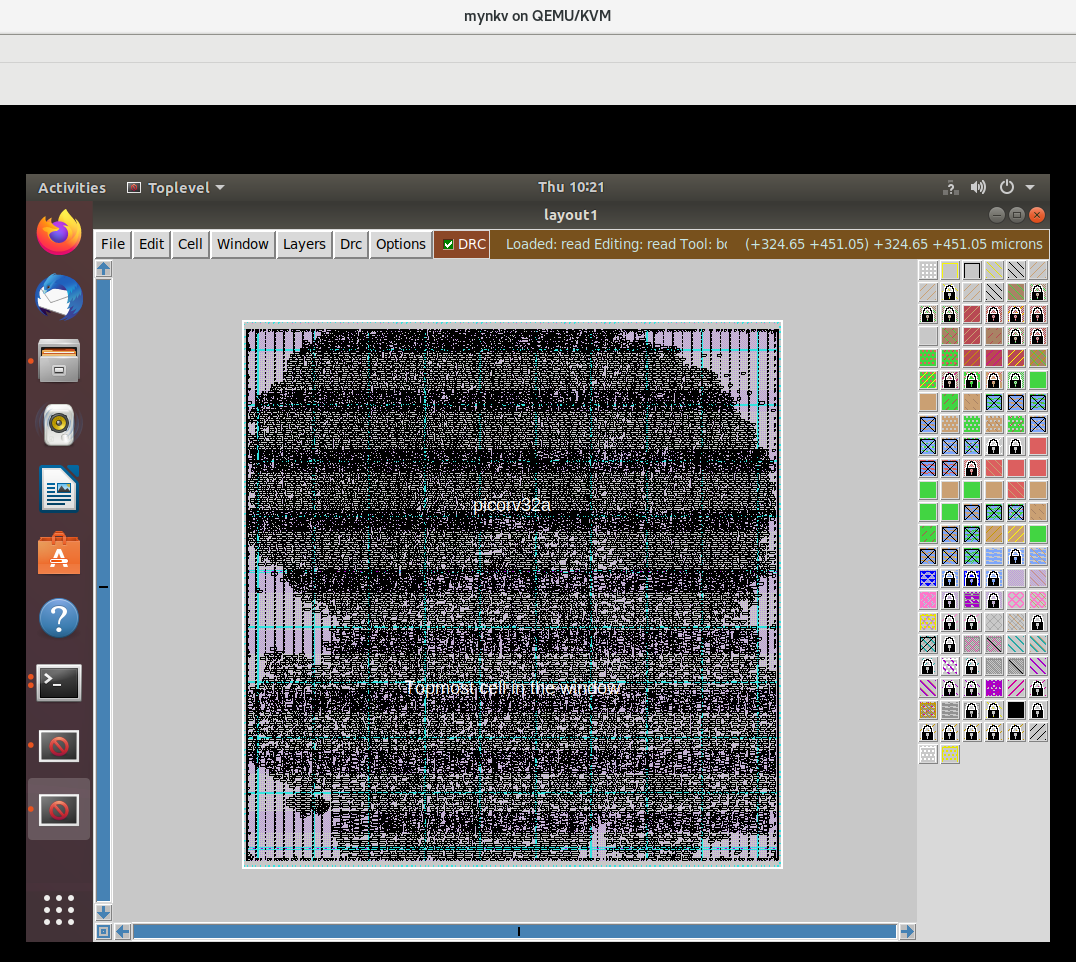 mynkv on QEMU/KVM
Activities Toplevel Thu 10:21
layout1
File Edit Cell Window Layers Drc Options DRC Loaded: read Editing: read Tool: bo (+324.65 +451.05) +324.65 +451.05 microns
picorv32a
Topmost cell in the window